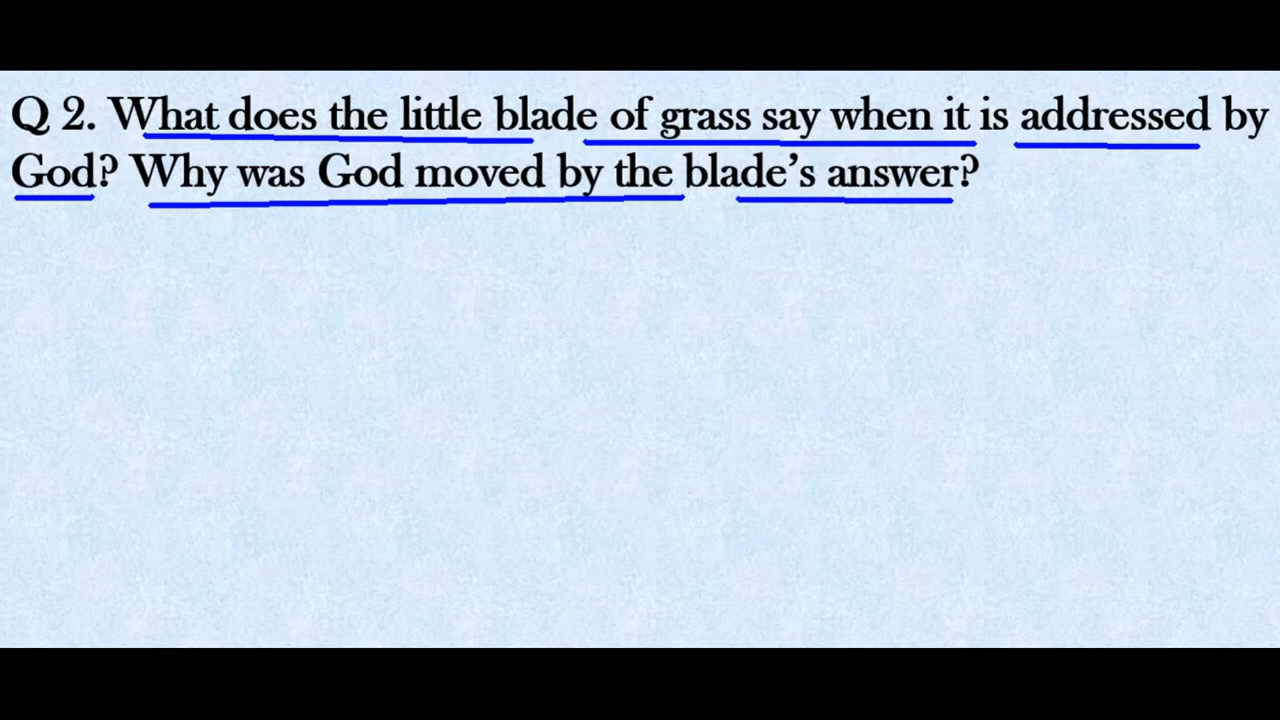 Q 2. What does the little blade of grass say when it is addressed by
God? Why was God moved by the blade’s answer?